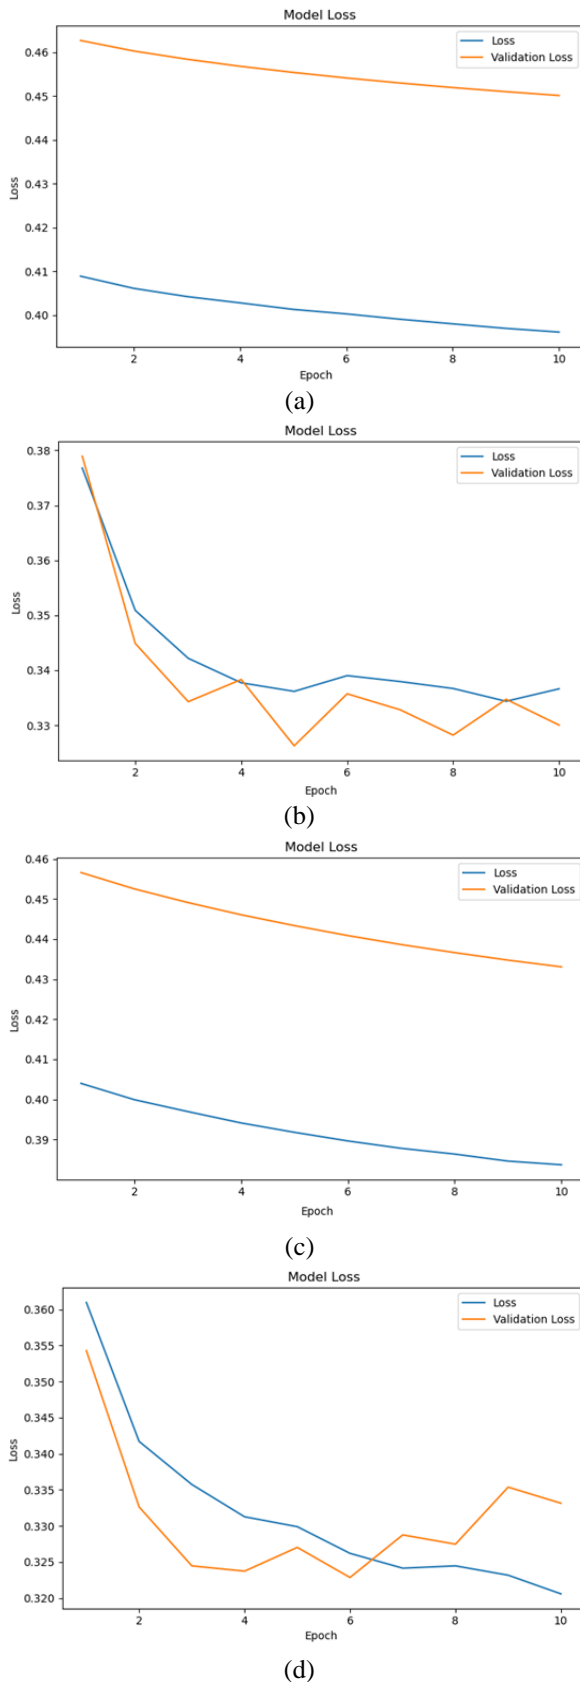 Model Loss
Loss
Validation Loss
0.46
0.45
0.44
0.43
0.42
0.41
0.40
Loss
2
4
6
8
10
Epoch
(a)
Model Loss
Loss
Validation Loss
0.38
0.37
0.36
0.35
0.34
0.33
Loss
2
4
6
8
10
Epoch
(b)
Model Loss
Loss
Validation Loss
0.46
0.45
0.44
0.43
0.42
0.41
0.40
0.39
Loss
2
4
6
8
10
Epoch
(c)
Model Loss
Loss
Validation Loss
0.360
0.355
0.350
0.345
0.340
0.335
0.330
0.325
0.320
Loss
2
4
6
8
10
Epoch
(d)